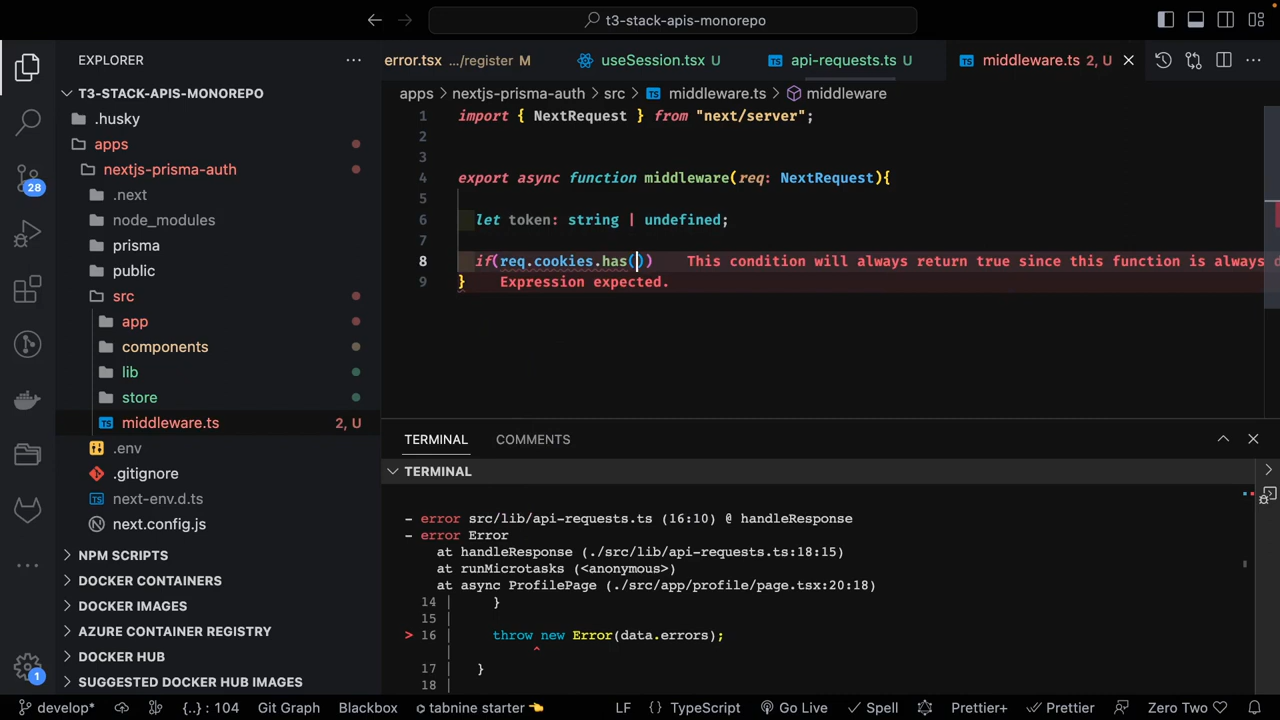 t3-stack-apis-monorepo
EXPLORER
error.tsx .../register M
useSession.tsx U
api-requests.ts U
middleware.ts 2, U
T3-STACK-APIS-MONOREPO
.husky
apps
nextjs-prisma-auth
.next
node_modules
prisma
public
src
app
components
lib
store
middleware.ts 2, U
.env
.gitignore
next-env.d.ts
next.config.js
NPM SCRIPTS
DOCKER CONTAINERS
DOCKER IMAGES
AZURE CONTAINER REGISTRY
DOCKER HUB
SUGGESTED DOCKER HUB IMAGES
28
1
apps > nextjs-prisma-auth > src > middleware.ts > middleware
1 import { NextRequest } from "next/server";
2
3
4 export async function middleware(req: NextRequest){
5
6 let token: string | undefined;
7
8 if(req.cookies.has()) This condition will always return true since this function is always d
9 } Expression expected.
TERMINAL
COMMENTS
TERMINAL
- error src/lib/api-requests.ts (16:10) @ handleResponse
- error Error
at handleResponse (./src/lib/api-requests.ts:18:15)
at runMicrotasks (<anonymous>)
at async ProfilePage (./src/app/profile/page.tsx:20:18)
14 | }
15 |
> 16 | throw new Error(data.errors);
| ^
17 | }
18 |
develop* {..} : 104 Git Graph Blackbox tabnine starter LF {} TypeScript Go Live Spell Prettier+ Prettier Zero Two